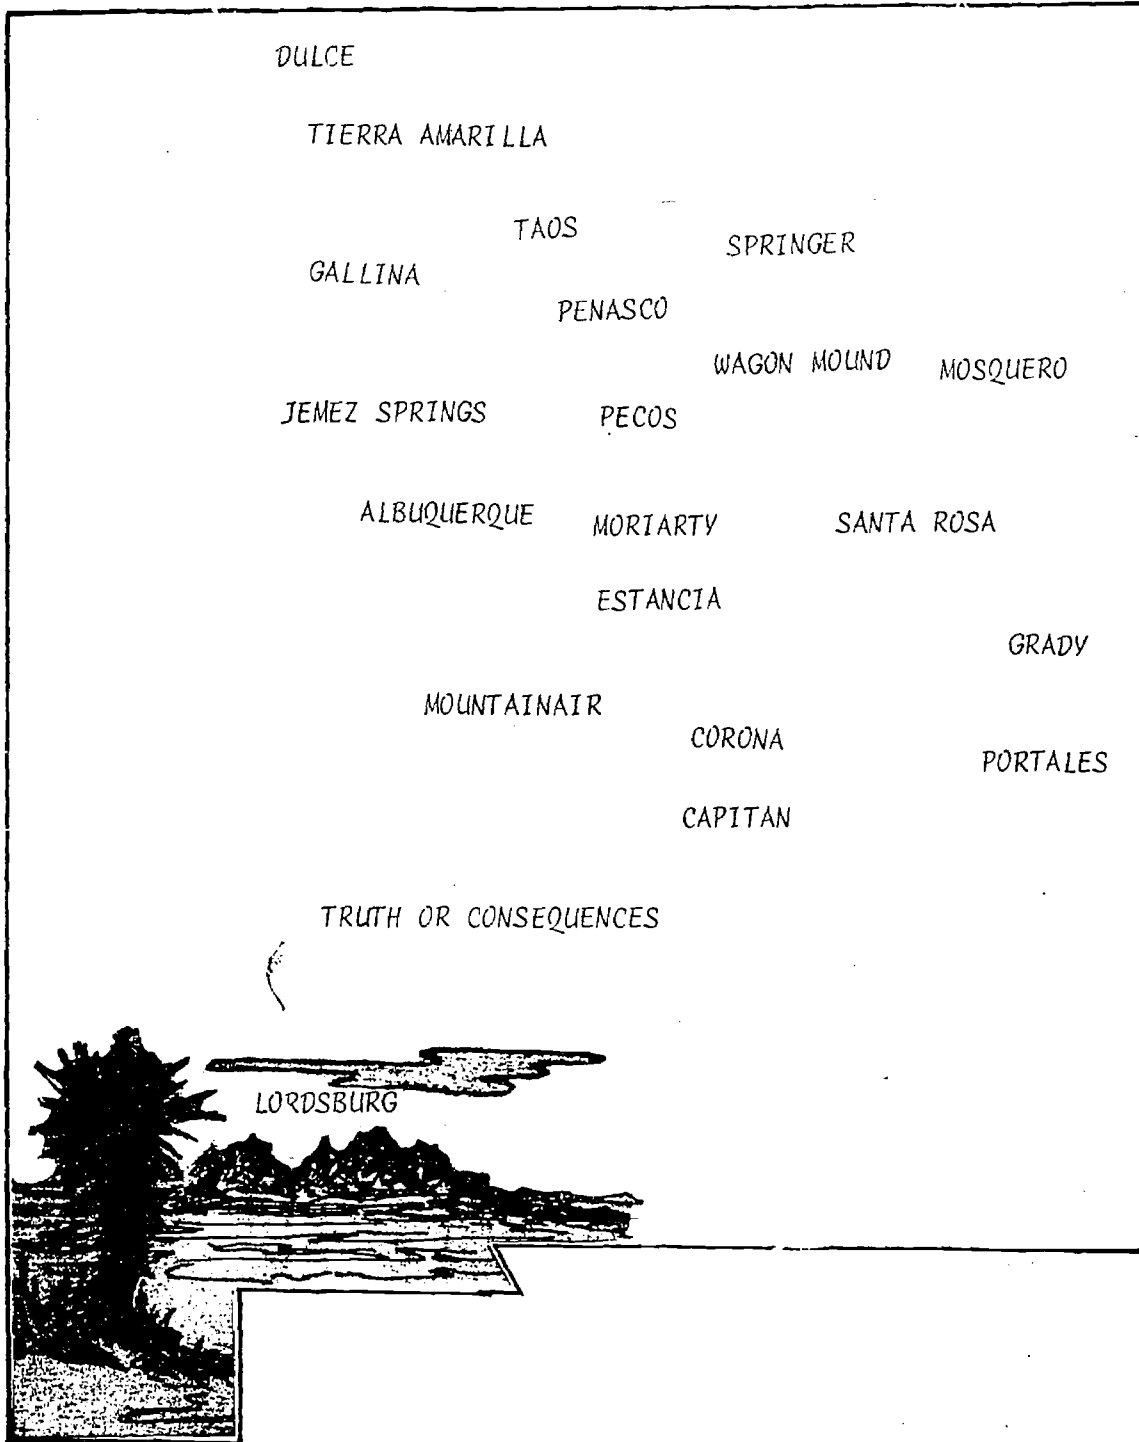 DULCE
TIERRA AMARILLA
TAOS
SPRINGER
GALLINA
PENASCO
WAGON MOUND
MOSQUERO
JEMEZ SPRINGS
PECOS
ALBUQUERQUE
MORIARTY
SANTA ROSA
ESTANCIA
GRADY
MOUNTAINAIR
CORONA
PORTALES
CAPITAN
TRUTH OR CONSEQUENCES
LORDSBURG